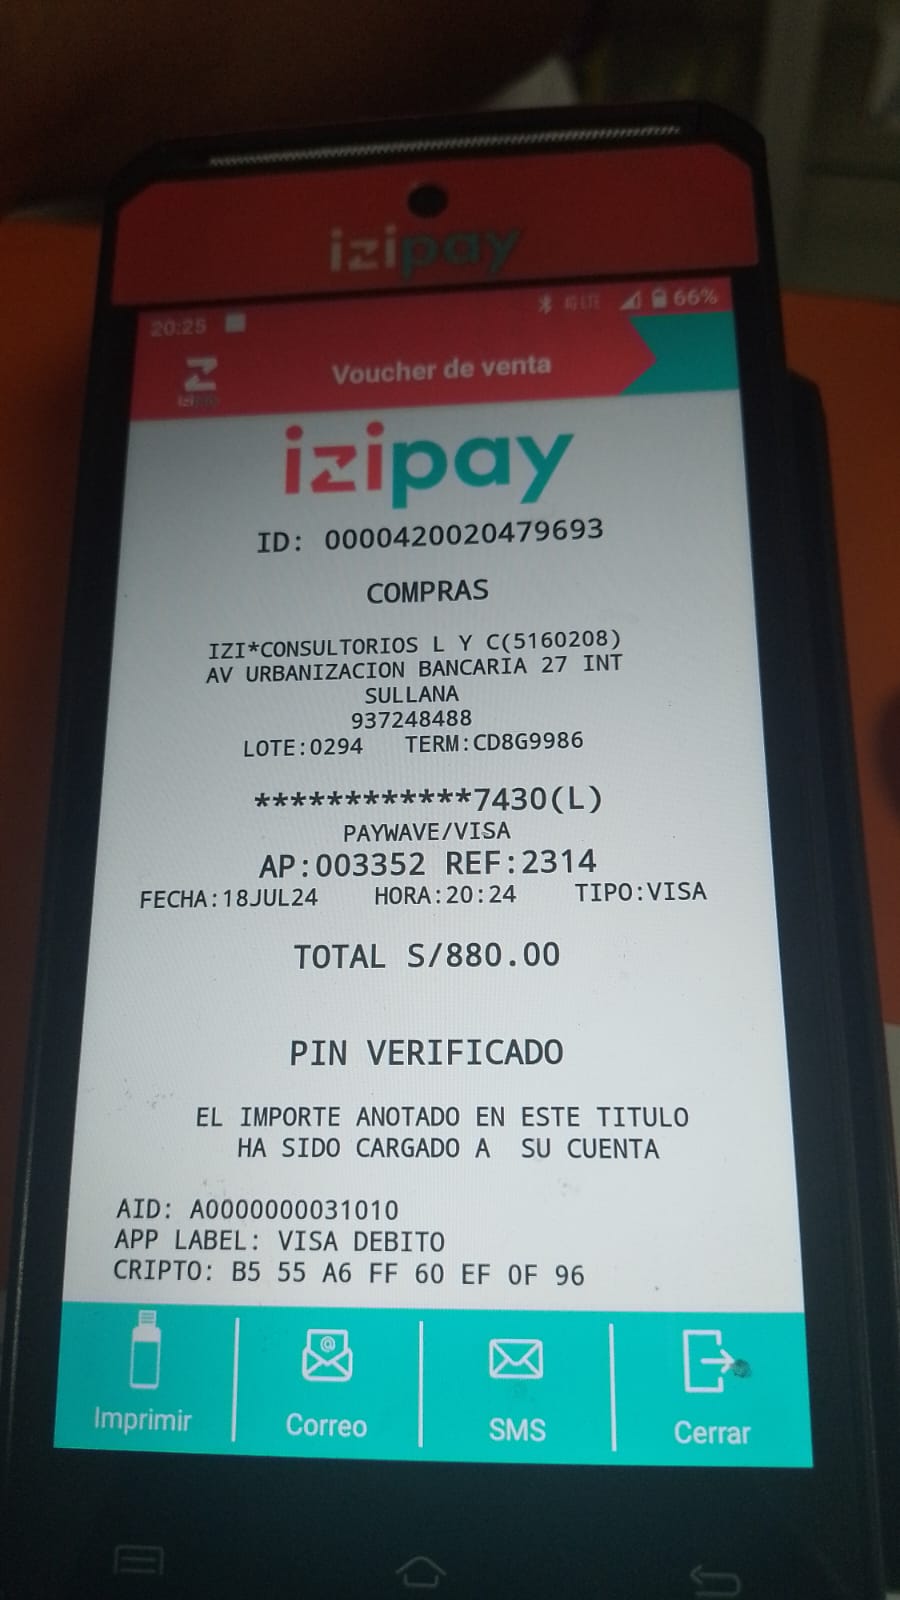 izipay
20:25 4G LTE 66%
izipay
Voucher de venta
izipay
ID: 0000420020479693
COMPRAS
IZI*CONSULTORIOS L Y C(5160208)
AV URBANIZACION BANCARIA 27 INT
SULLANA
937248488
LOTE:0294 TERM:CD8G9986
************7430(L)
PAYWAVE/VISA
AP:003352 REF:2314
FECHA:18JUL24 HORA:20:24 TIPO:VISA
TOTAL S/880.00
PIN VERIFICADO
EL IMPORTE ANOTADO EN ESTE TITULO
HA SIDO CARGADO A SU CUENTA
AID: A0000000031010
APP LABEL: VISA DEBITO
CRIPTO: B5 55 A6 FF 60 EF 0F 96
Imprimir Correo SMS Cerrar